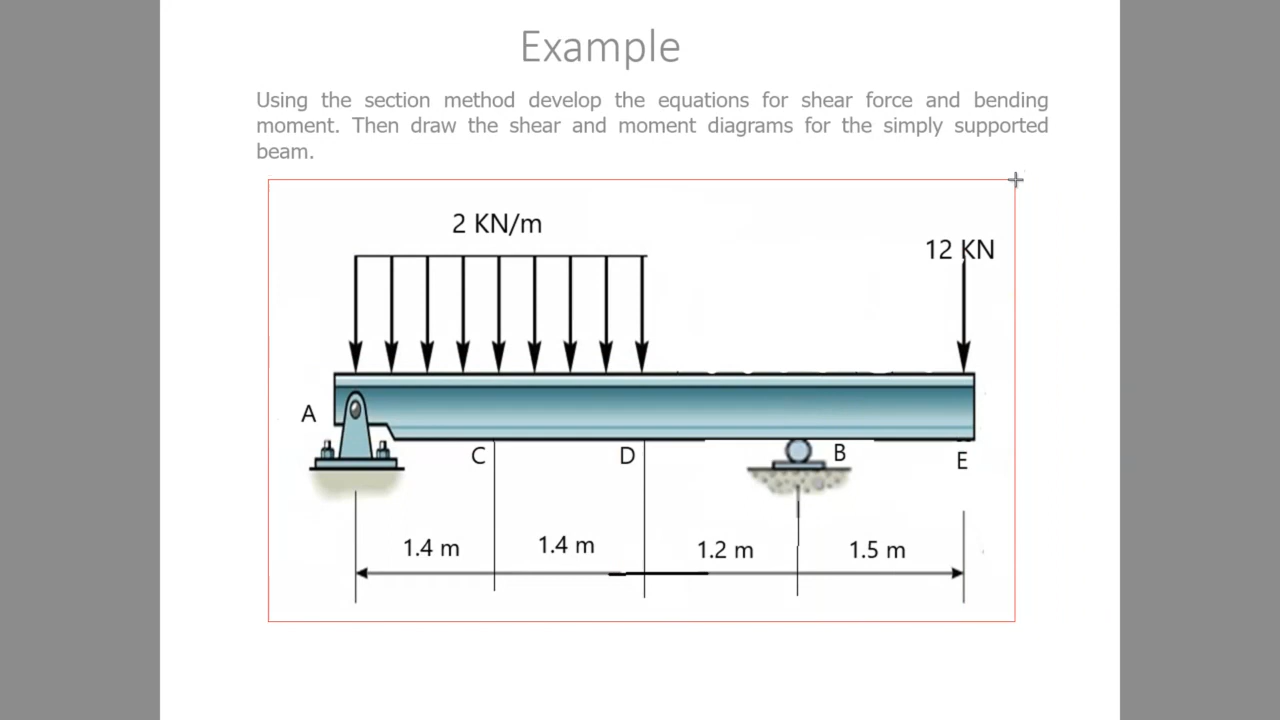 Example
Using the section method develop the equations for shear force and bending
moment. Then draw the shear and moment diagrams for the simply supported
beam.
2 KN/m
12 KN
A
C
D
B
E
1.4 m
1.4 m
1.2 m
1.5 m